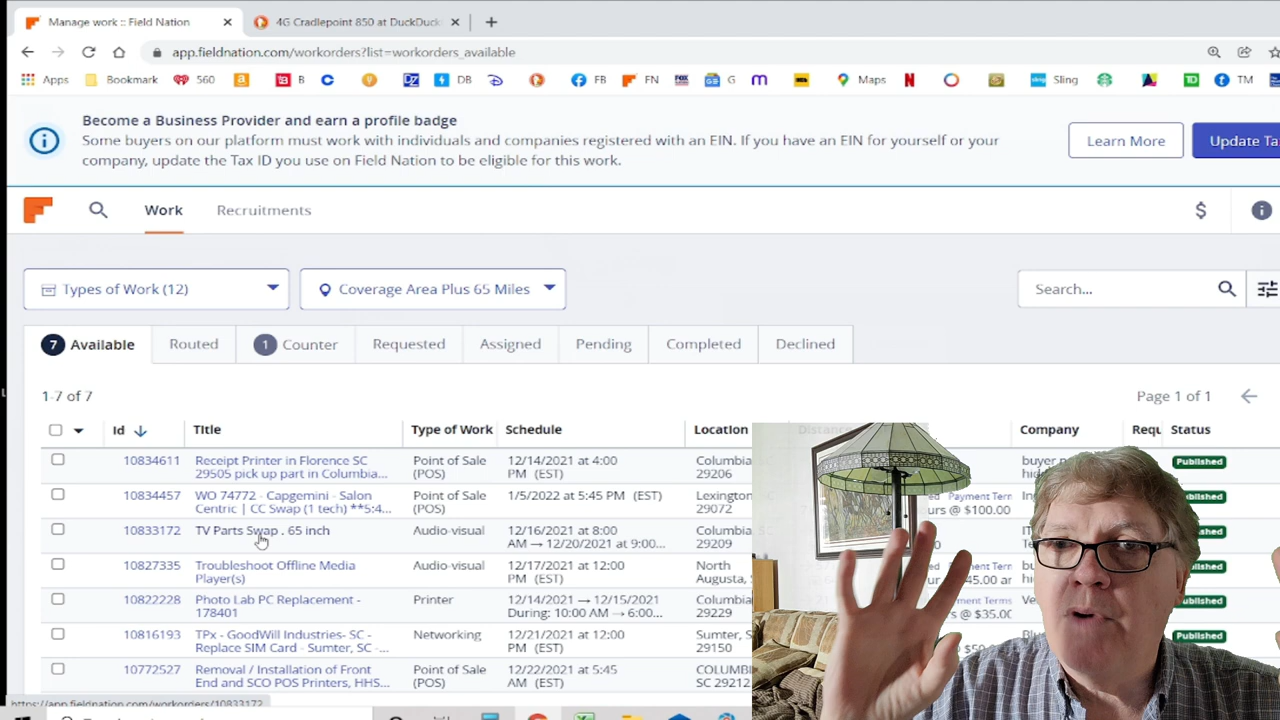 Manage work :: Field Nation
4G Cradlepoint 850 at DuckDuck
app.fieldnation.com/workorders?list=workorders_available
Apps Bookmark 560 B DB FB FN G Maps Sling TM
Become a Business Provider and earn a profile badge
Some buyers on our platform must work with individuals and companies registered with an EIN. If you have an EIN for yourself or your
company, update the Tax ID you use on Field Nation to be eligible for this work.
Learn More
Update Ta
Work Recruitments
Types of Work (12)
Coverage Area Plus 65 Miles
Search...
7 Available Routed 1 Counter Requested Assigned Pending Completed Declined
1-7 of 7
Page 1 of 1
Id Title Type of Work Schedule Location Distance Company Requ Status
10834611 Receipt Printer in Florence SC Point of Sale 12/14/2021 at 4:00 Columbia buyer Published
29505 pick up part in Columbia... (POS) PM (EST) 29206
10834457 WO 74772 - Capgemini - Salon Point of Sale 1/5/2022 at 5:45 PM (EST) Lexington Payment Terms Published
Centric | CC Swap (1 tech) **5:4... (POS) 29072 urs @ $100.00
10833172 TV Parts Swap . 65 inch Audio-visual 12/16/2021 at 8:00 Columbia Published
AM → 12/20/2021 at 9:00... 29209
10827335 Troubleshoot Offline Media Audio-visual 12/17/2021 at 12:00 North Payment Term Published
Player(s) PM (EST) Augusta, 45.00 ar
10822228 Photo Lab PC Replacement - Printer 12/14/2021 → 12/15/2021 Columbia Published
178401 During: 10:00 AM → 6:00... 29229 s @ $35.00
10816193 TPx - GoodWill Industries- SC - Networking 12/21/2021 at 12:00 Sumter, S Published
Replace SIM Card - Sumter, SC -... PM (EST) 29150
10772527 Removal / Installation of Front Point of Sale 12/22/2021 at 5:45 COLUMBI
End and SCO POS Printers, HHS... (POS) AM (EST) SC 29212
https://app.fieldnation.com/workorders/10833172